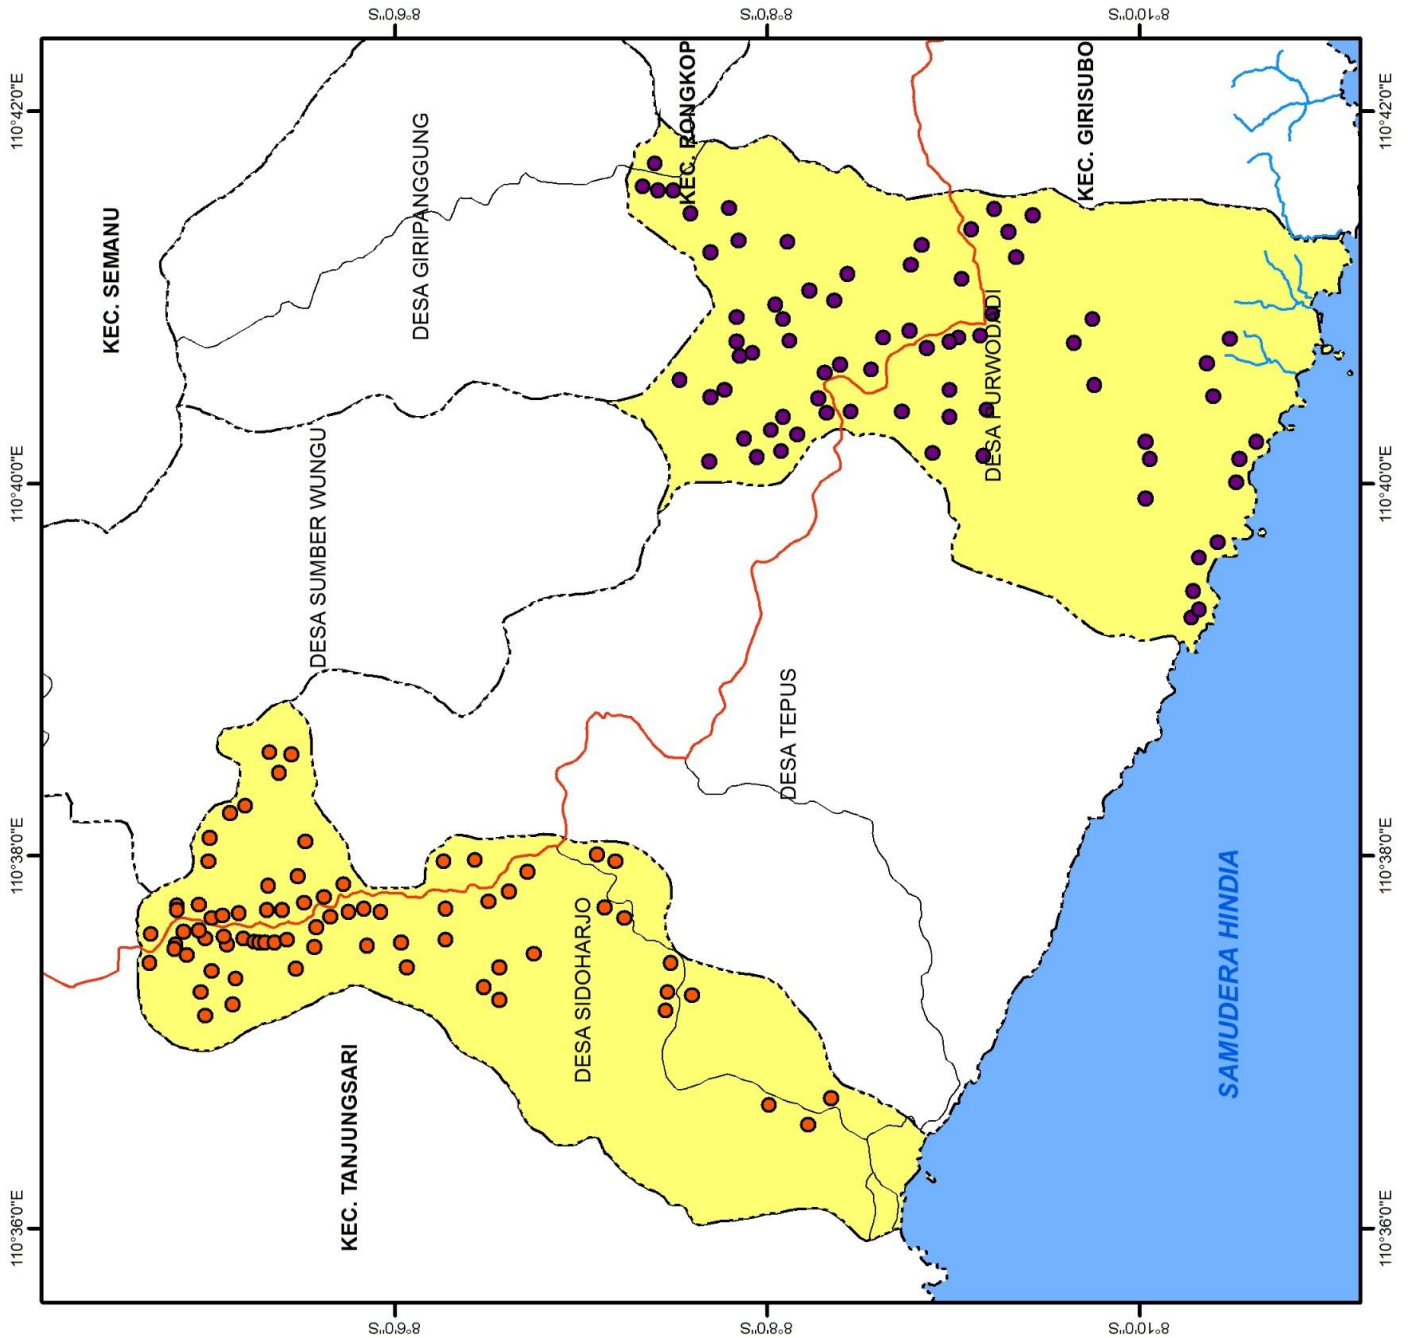 110°36'0"E
110°38'0"E
110°40'0"E
110°42'0"E
KEC. SEMANU
DESA SUMBER WUNGU
KEC. TANJUNGSARI
8°6'0"S
8°6'0"S
DESA GIRIPANGGUNG
DESA SIDOHARJO
KEC. RONGKOP
8°8'0"S
8°8'0"S
DESA TEPUS
DESA PURWODADI
KEC. GIRISUBO
8°10'0"S
8°10'0"S
SAMUDERA HINDIA
110°36'0"E
110°38'0"E
110°40'0"E
110°42'0"E